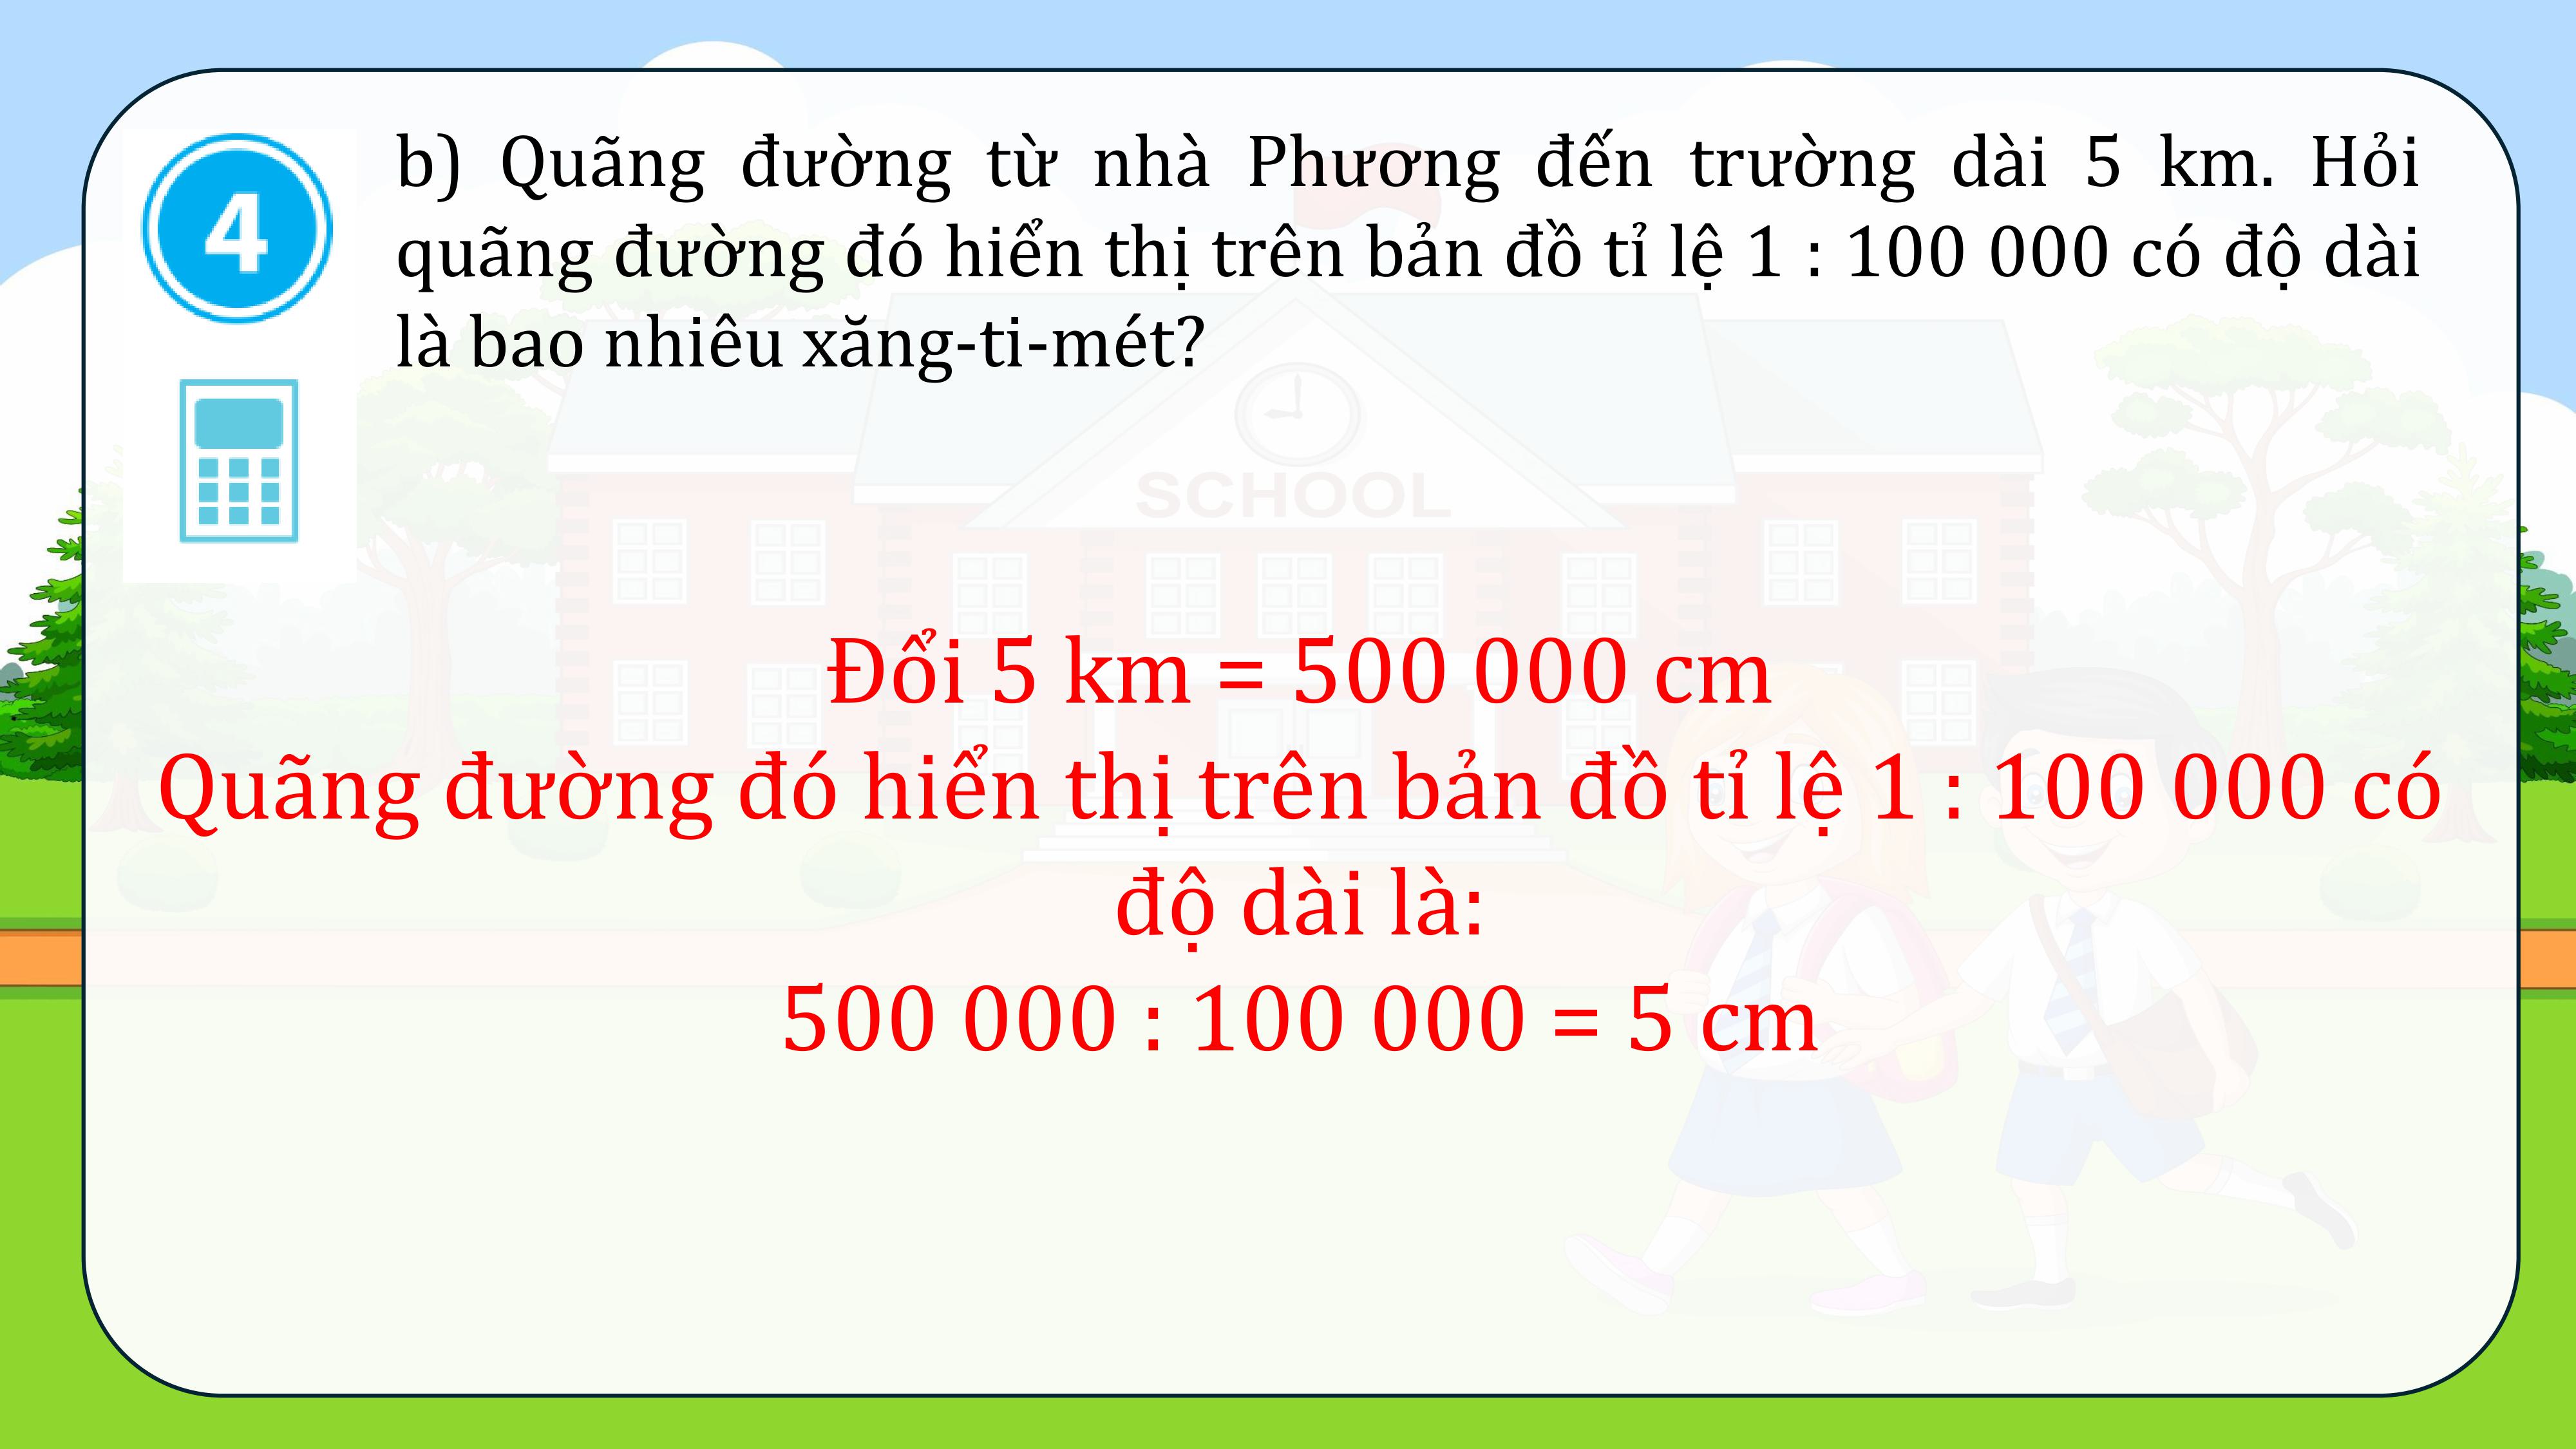 4
b) Quãng đường từ nhà Phương đến trường dài 5 km. Hỏi
quãng đường đó hiển thị trên bản đồ tỉ lệ 1 : 100 000 có độ dài
là bao nhiêu xăng-ti-mét?
SCHOOL
Đổi 5 km = 500 000 cm
Quãng đường đó hiển thị trên bản đồ tỉ lệ 1 : 100 000 có
độ dài là:
500 000 : 100 000 = 5 cm